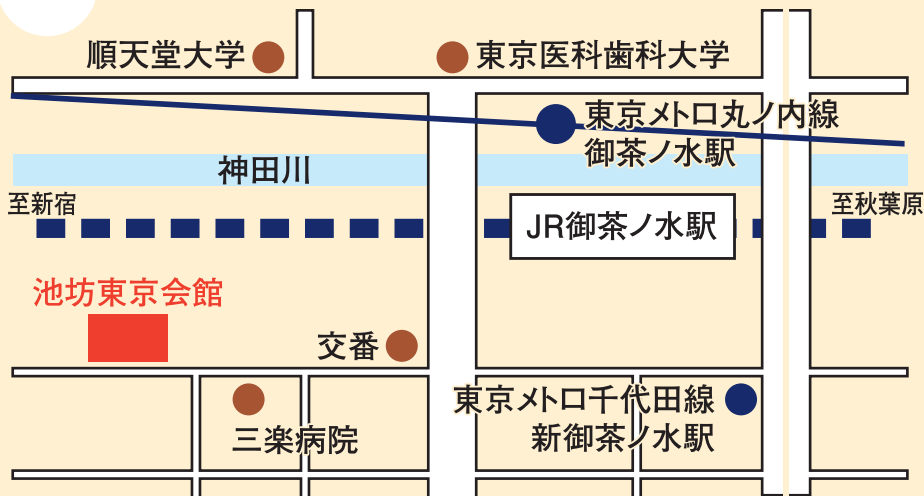 順天堂大学
東京医科歯科大学
東京メトロ丸ノ内線
御茶ノ水駅
神田川
至新宿
至秋葉原
JR御茶ノ水駅
池坊東京会館
交番
東京メトロ千代田線
新御茶ノ水駅
三楽病院